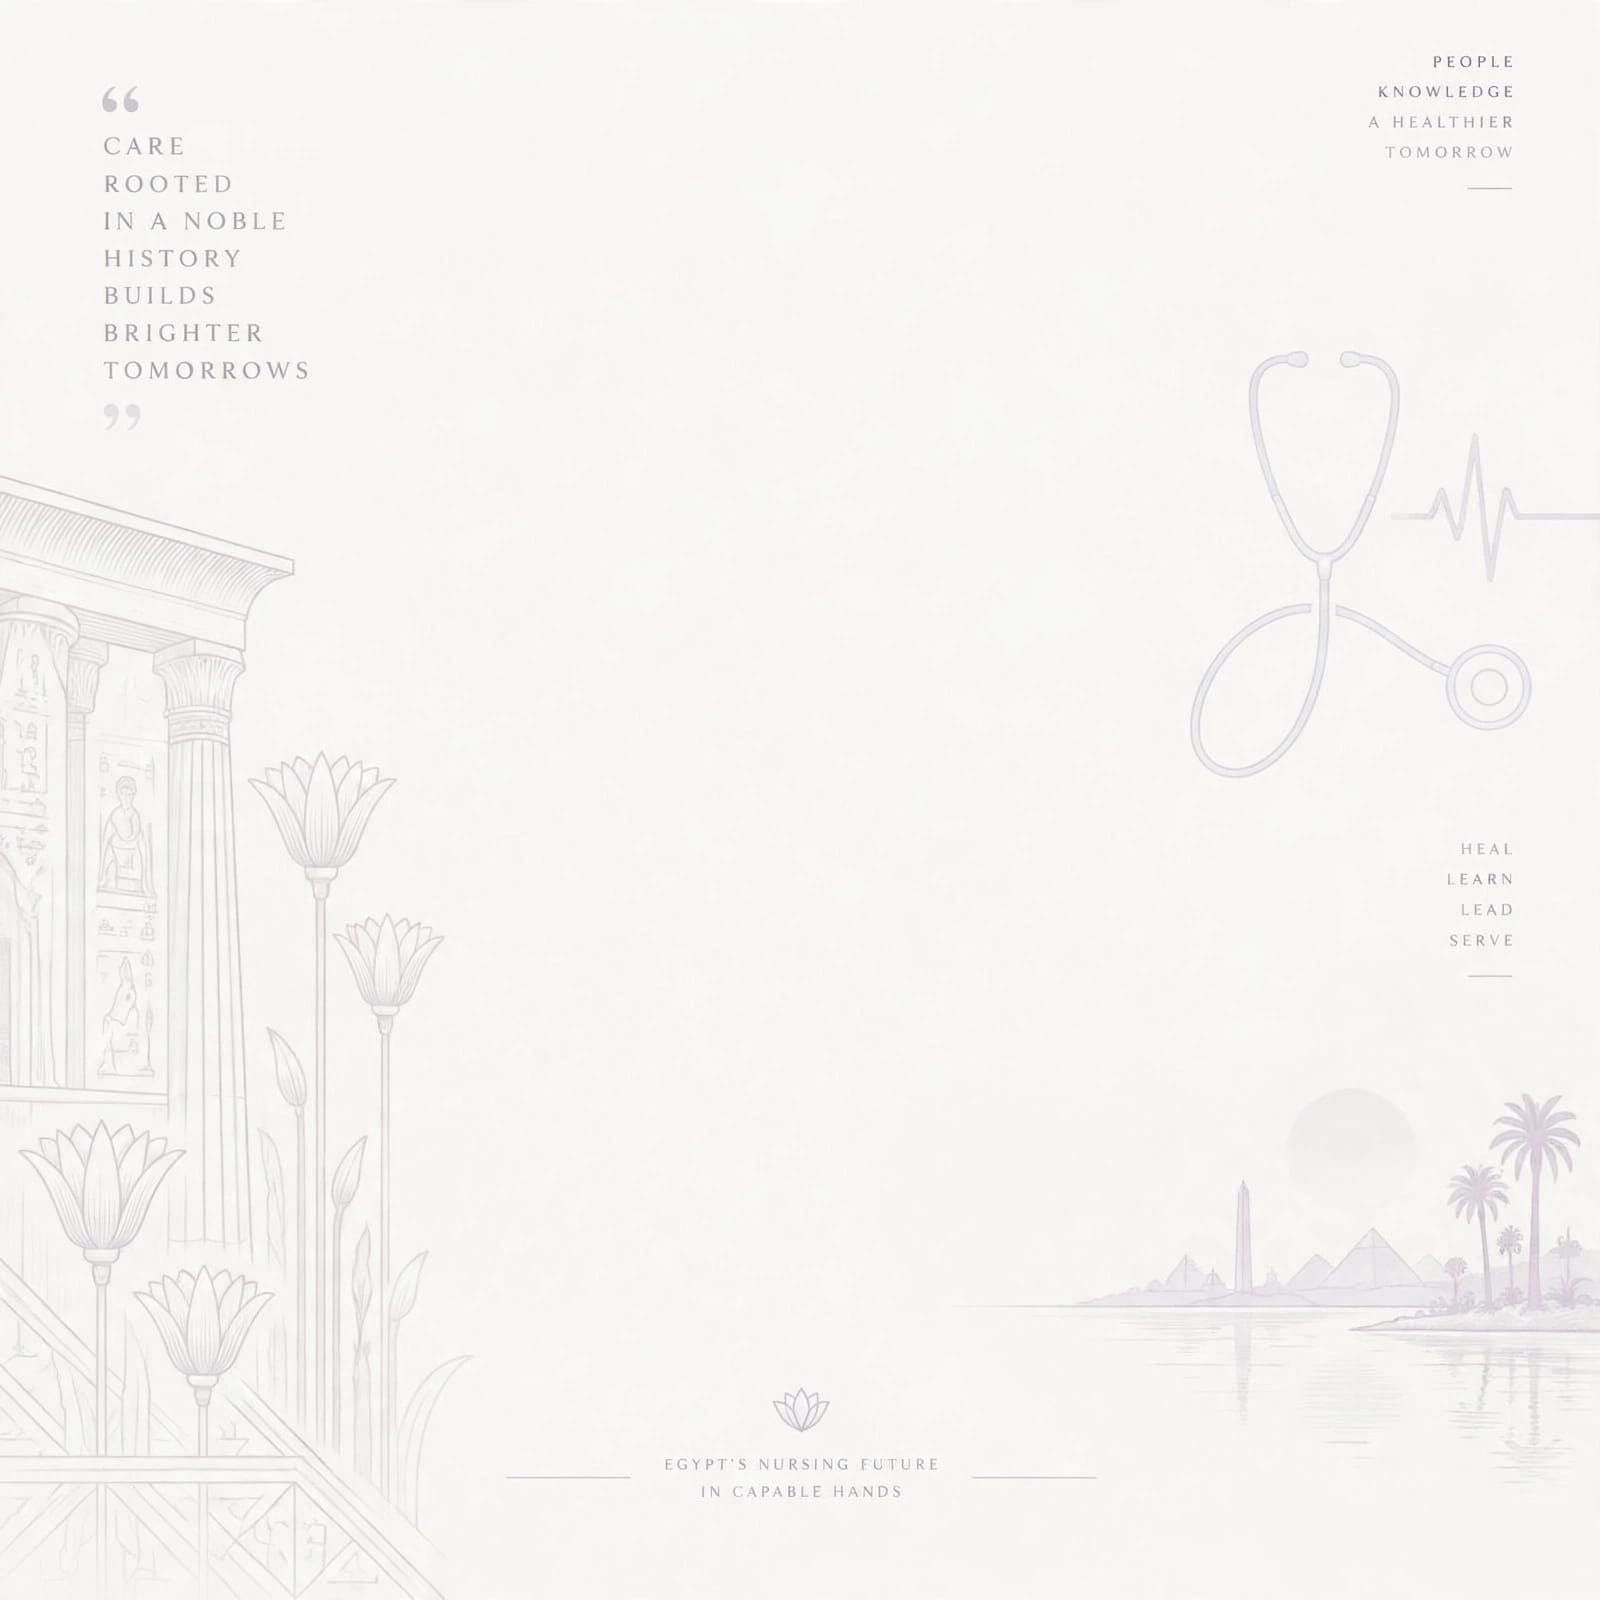 “
CARE
ROOTED
IN A NOBLE
HISTORY
BUILDS
BRIGHTER
TOMORROWS
”
PEOPLE
KNOWLEDGE
A HEALTHIER
TOMORROW
HEAL
LEARN
LEAD
SERVE
EGYPT'S NURSING FUTURE
IN CAPABLE HANDS